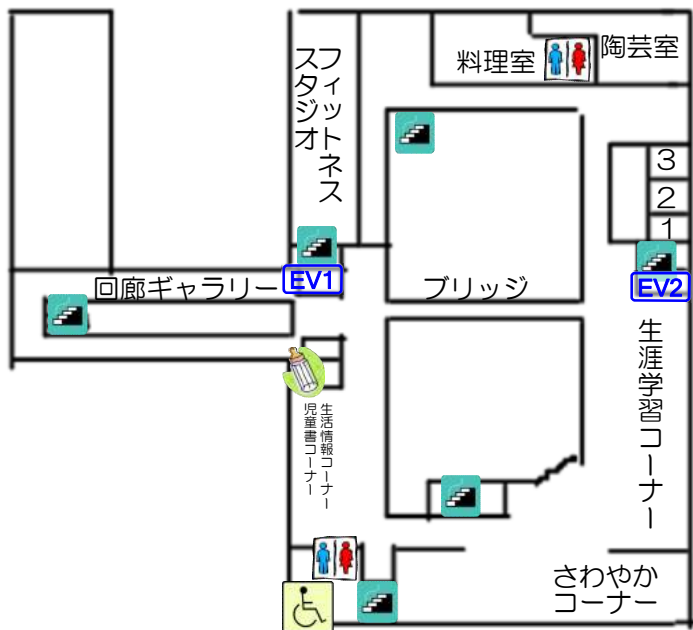 フィットネス
スタジオ
料理室
陶芸室
3
2
1
回廊ギャラリー
EV1
ブリッジ
EV2
生涯学習コーナー
生活情報コーナー
児童書コーナー
さわやか
コーナー